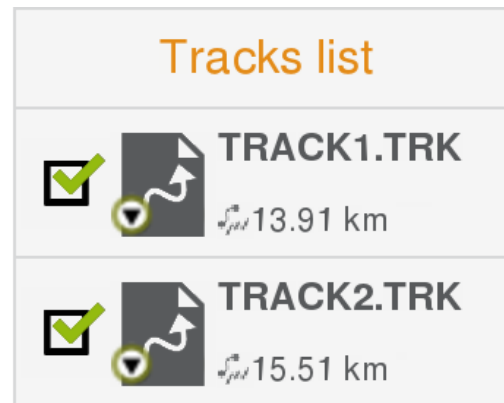 Tracks list
TRACK1.TRK
13.91 km
TRACK2.TRK
15.51 km